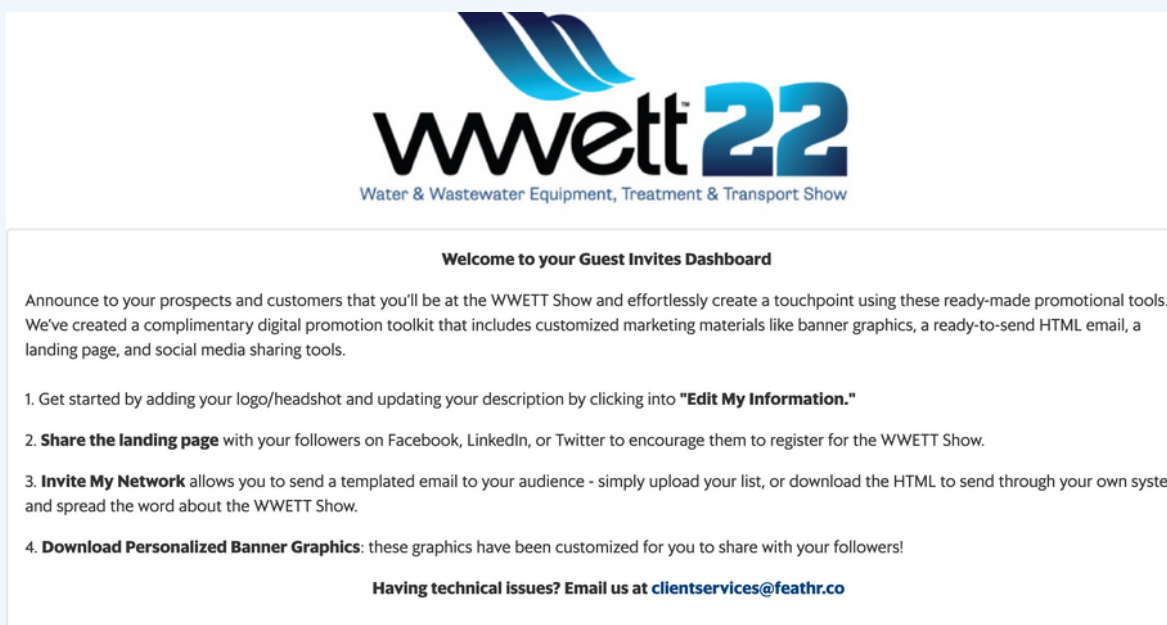 wwett™ 22
Water & Wastewater Equipment, Treatment & Transport Show
Welcome to your Guest Invites Dashboard
Announce to your prospects and customers that you'll be at the WWETT Show and effortlessly create a touchpoint using these ready-made promotional tools.
We've created a complimentary digital promotion toolkit that includes customized marketing materials like banner graphics, a ready-to-send HTML email, a
landing page, and social media sharing tools.
1. Get started by adding your logo/headshot and updating your description by clicking into "Edit My Information."
2. Share the landing page with your followers on Facebook, LinkedIn, or Twitter to encourage them to register for the WWETT Show.
3. Invite My Network allows you to send a templated email to your audience - simply upload your list, or download the HTML to send through your own syste
and spread the word about the WWETT Show.
4. Download Personalized Banner Graphics: these graphics have been customized for you to share with your followers!
Having technical issues? Email us at clientservices@feathr.co